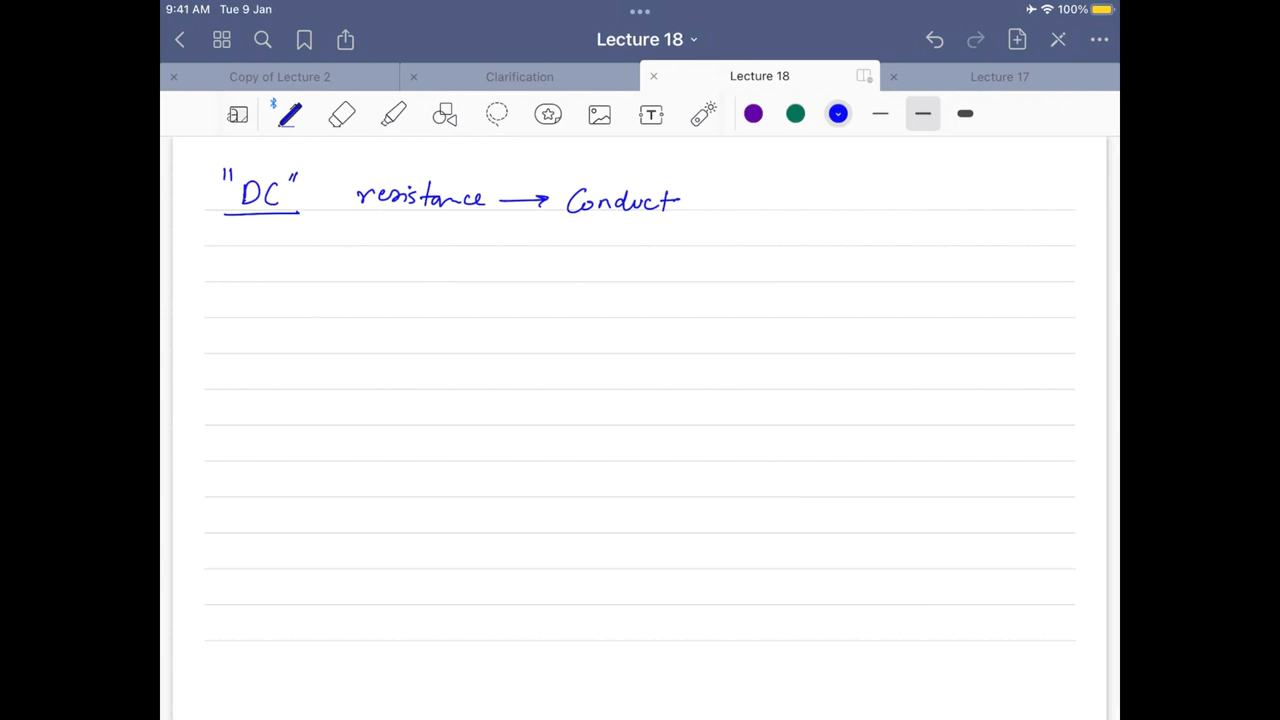 9:41 AM Tue 9 Jan 100%
Lecture 18
Copy of Lecture 2 Clarification Lecture 18 Lecture 17
T
"DC" resistance → Conduct